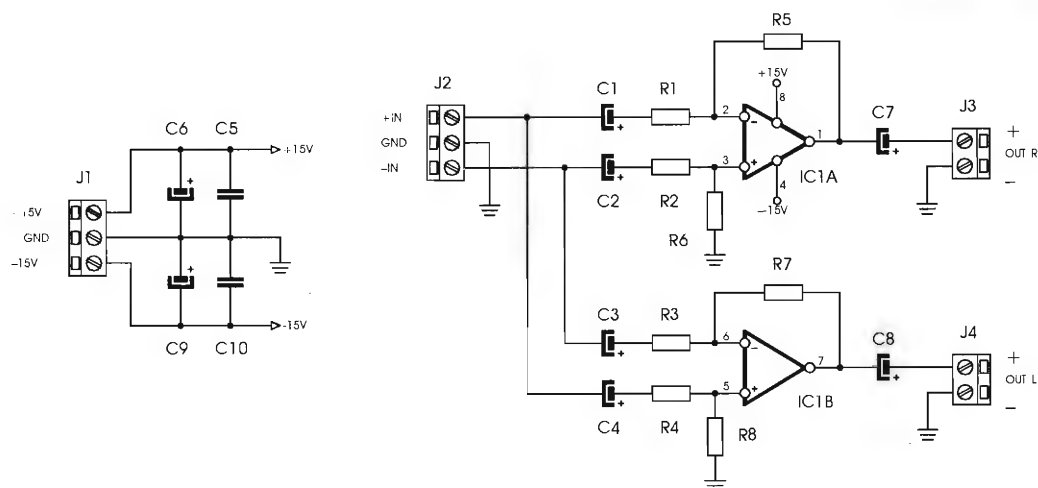 C6 C5
+15V
J1
15V
GND
-15V
-15V
C9 C10
J2
+IN
GND
-IN
C1 R1
+
C2 R2
+
R5
+15V
8
2
-
3
+
1
IC1A
4
-15V
R6
C7
+
J3
+
OUT R
-
C3 R3
+
C4 R4
+
R7
6
-
5
+
7
IC1B
R8
C8
+
J4
+
OUT L
-
+
+